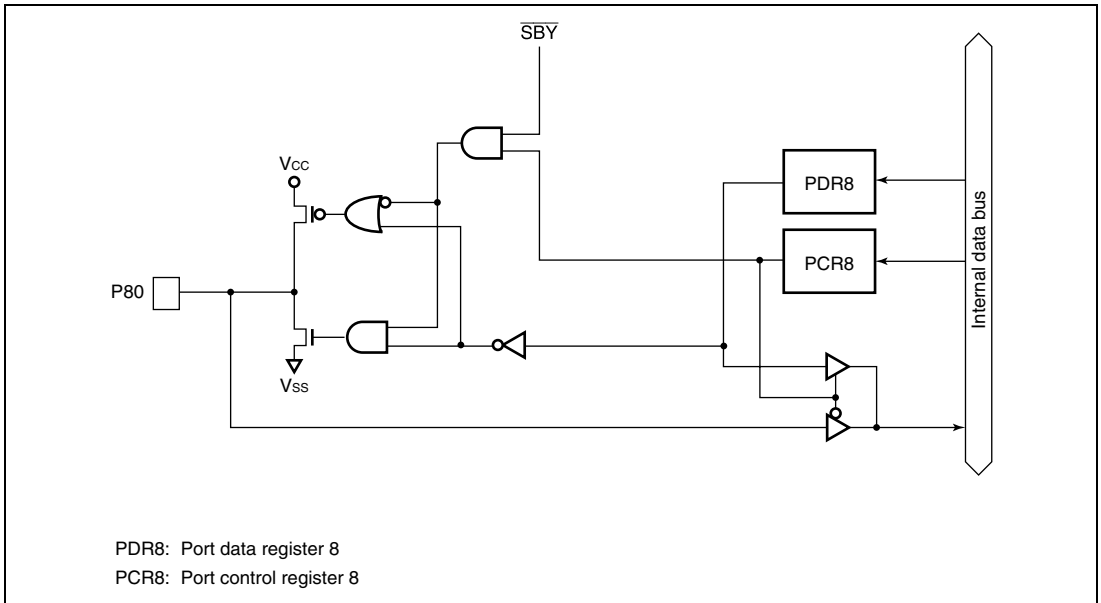 SBY
VCC
PDR8
PCR8
Internal data bus
P80
VSS
PDR8: Port data register 8
PCR8: Port control register 8